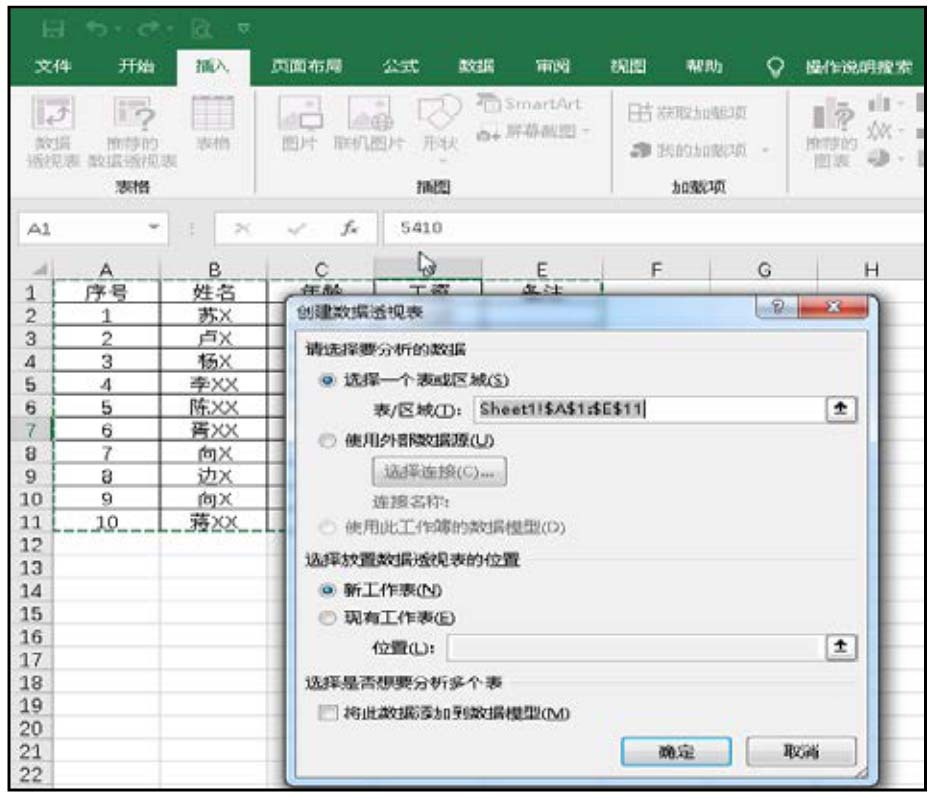 文件 开始 插入 页面布局 公式 数据 审阅 视图 帮助 操作说明搜索
数据透视表 推荐的数据透视表 表格 图片 联机图片 形状 SmartArt 屏幕截图 获取加载项 我的加载项 推荐的图表
表格 插图 加载项
A1 fx 5410
A B C E F G H
1 序号 姓名 年龄 工资 备注
2 1 苏X
3 2 卢X
4 3 杨X
5 4 李XX
6 5 陈XX
7 6 胥XX
8 7 向X
9 8 边X
10 9 向X
11 10 蒋XX
12
13
14
15
16
17
18
19
20
21
22
创建数据透视表
请选择要分析的数据
选择一个表或区域(S)
表/区域(T): Sheet1!$A$1:$E$11
使用外部数据源(U)
选择连接(C)...
连接名称:
使用此工作簿的数据模型(D)
选择放置数据透视表的位置
新工作表(N)
现有工作表(E)
位置(L):
选择是否想要分析多个表
将此数据添加到数据模型(M)
确定 取消